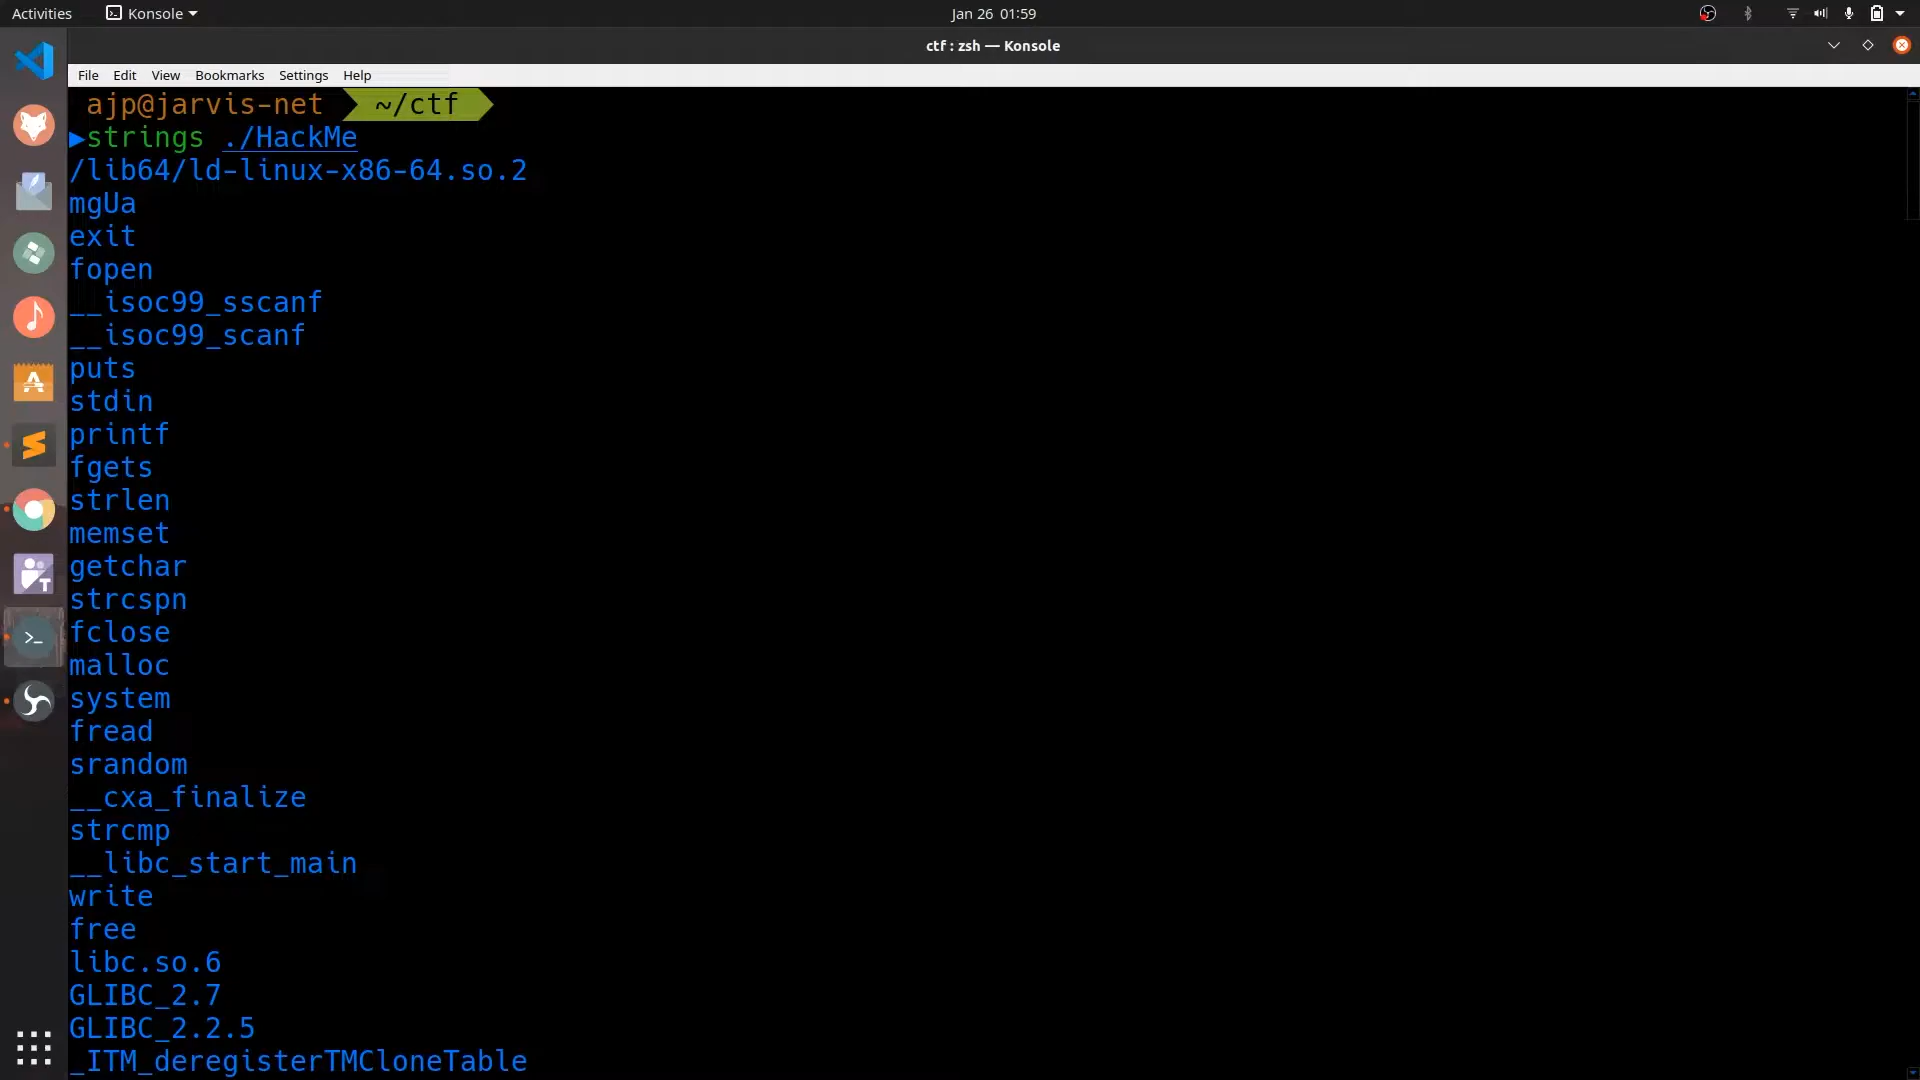 Activities Konsole Jan 26 01:59
ctf : zsh — Konsole
File Edit View Bookmarks Settings Help
ajp@jarvis-net ~/ctf
strings ./HackMe
/lib64/ld-linux-x86-64.so.2
mgUa
exit
fopen
__isoc99_sscanf
__isoc99_scanf
puts
stdin
printf
fgets
strlen
memset
getchar
strcspn
fclose
malloc
system
fread
srandom
__cxa_finalize
strcmp
__libc_start_main
write
free
libc.so.6
GLIBC_2.7
GLIBC_2.2.5
_ITM_deregisterTMCloneTable